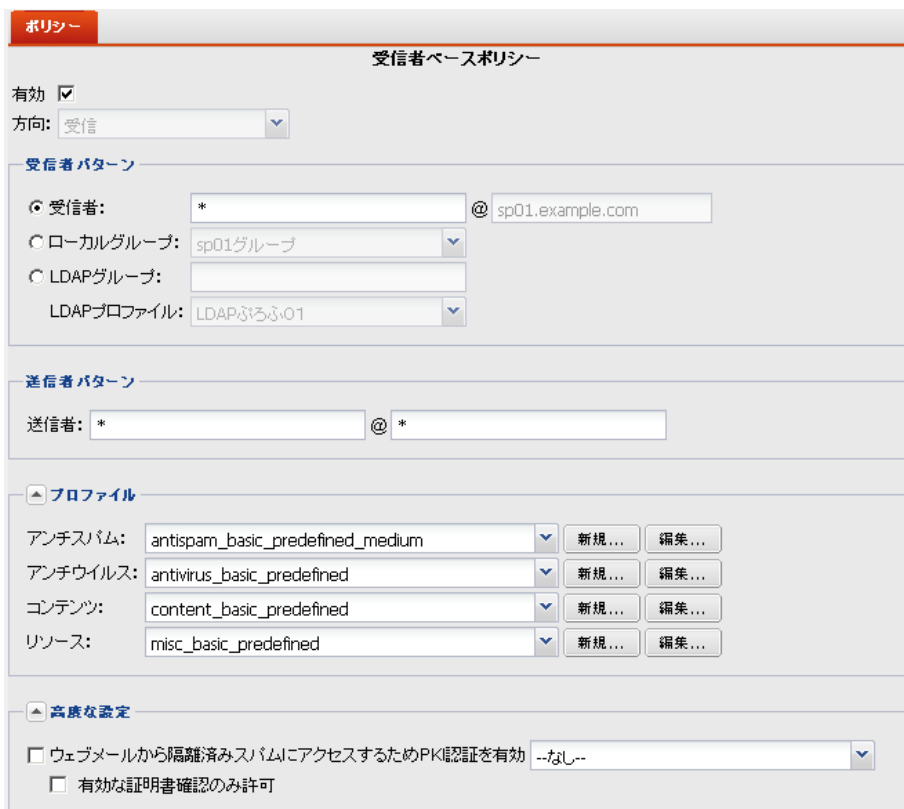 ポリシー
受信者ベースポリシー
有効
方向: 受信
受信者パターン
受信者: * @ sp01.example.com
ローカルグループ: sp01グループ
LDAPグループ:
LDAPプロファイル: LDAPぷろふ01
送信者パターン
送信者: * @ *
プロファイル
アンチスパム: antispam_basic_predefined_medium 新規... 編集...
アンチウイルス: antivirus_basic_predefined 新規... 編集...
コンテンツ: content_basic_predefined 新規... 編集...
リソース: misc_basic_predefined 新規... 編集...
高度な設定
ウェブメールから隔離済みスパムにアクセスするためPKI認証を有効 --なし--
有効な証明書確認のみ許可